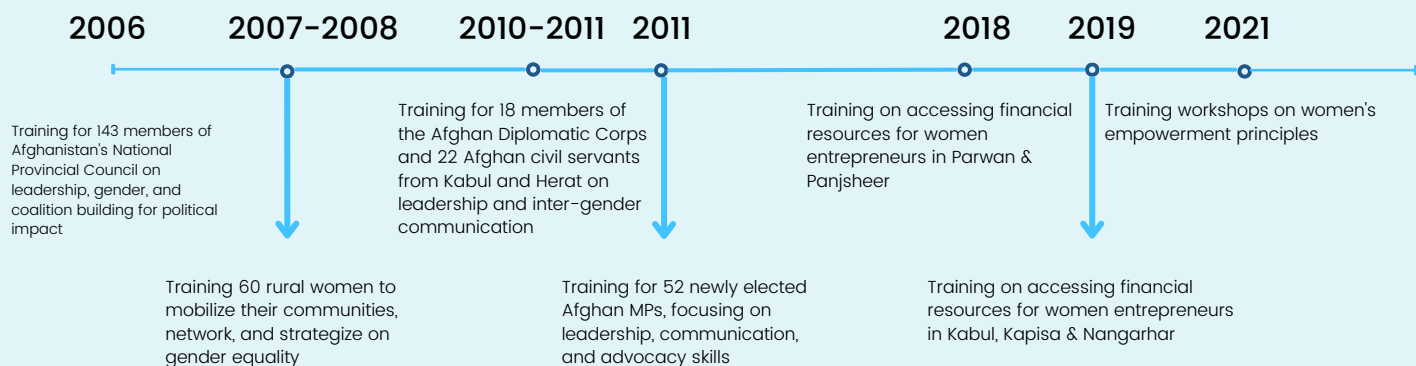 2006
2007-2008
2010-2011
2011
2018
2019
2021
Training for 143 members of
Afghanistan's National
Provincial Council on
leadership, gender, and
coalition building for political
impact
Training 60 rural women to
mobilize their communities,
network, and strategize on
gender equality
Training for 18 members of
the Afghan Diplomatic Corps
and 22 Afghan civil servants
from Kabul and Herat on
leadership and inter-gender
communication
Training for 52 newly elected
Afghan MPs, focusing on
leadership, communication,
and advocacy skills
Training on accessing financial
resources for women
entrepreneurs in Parwan &
Panjsheer
Training on accessing financial
resources for women entrepreneurs
in Kabul, Kapisa & Nangarhar
Training workshops on women's
empowerment principles